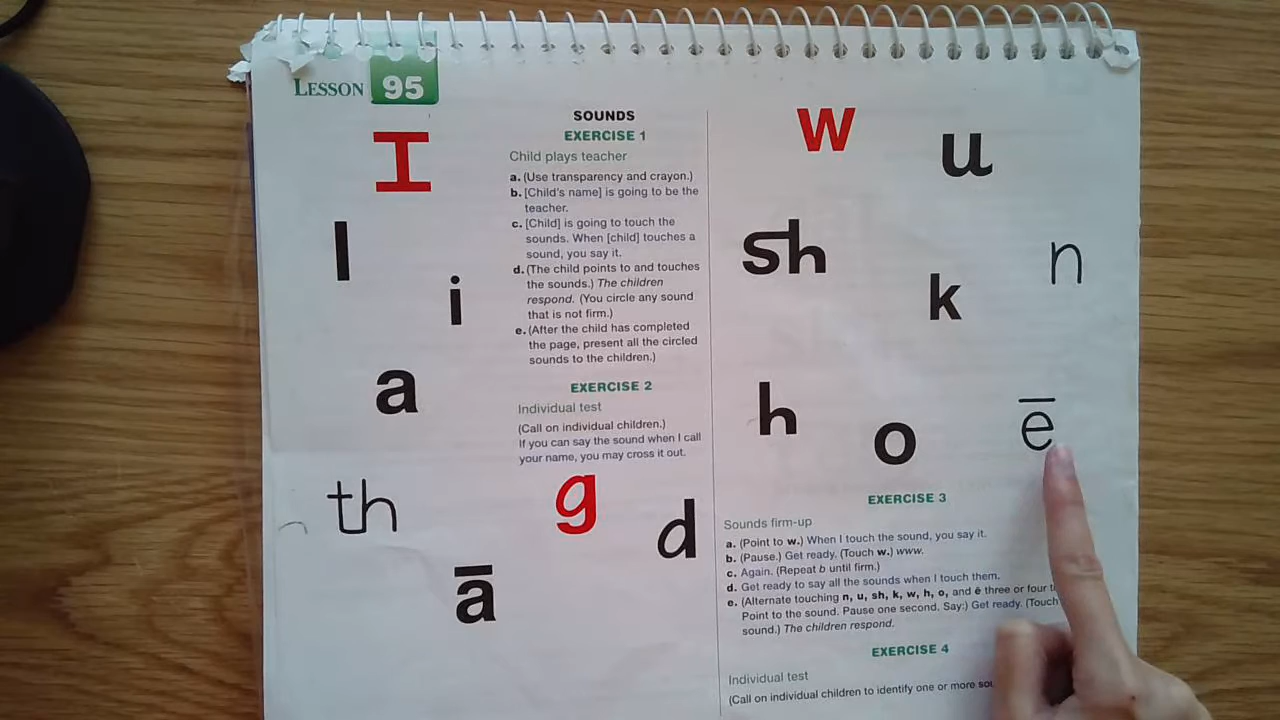 LESSON 95
I
l
i
a
th
g
d
ā
SOUNDS
EXERCISE 1
Child plays teacher
a. (Use transparency and crayon.)
b. [Child's name] is going to be the
teacher.
c. [Child] is going to touch the
sounds. When [child] touches a
sound, you say it.
d. (The child points to and touches
the sounds.) The children
respond. (You circle any sound
that is not firm.)
e. (After the child has completed
the page, present all the circled
sounds to the children.)
EXERCISE 2
Individual test
(Call on individual children.)
If you can say the sound when I call
your name, you may cross it out.
w
u
sh
n
k
h
o
ē
EXERCISE 3
Sounds firm-up
a. (Point to w.) When I touch the sound, you say it.
b. (Pause.) Get ready. (Touch w.) www.
c. Again. (Repeat b until firm.)
d. Get ready to say all the sounds when I touch them.
e. (Alternate touching n, u, sh, k, w, h, o, and ē three or four
Point to the sound. Pause one second. Say:) Get ready. (Touch
sound.) The children respond.
EXERCISE 4
Individual test
(Call on individual children to identify one or more